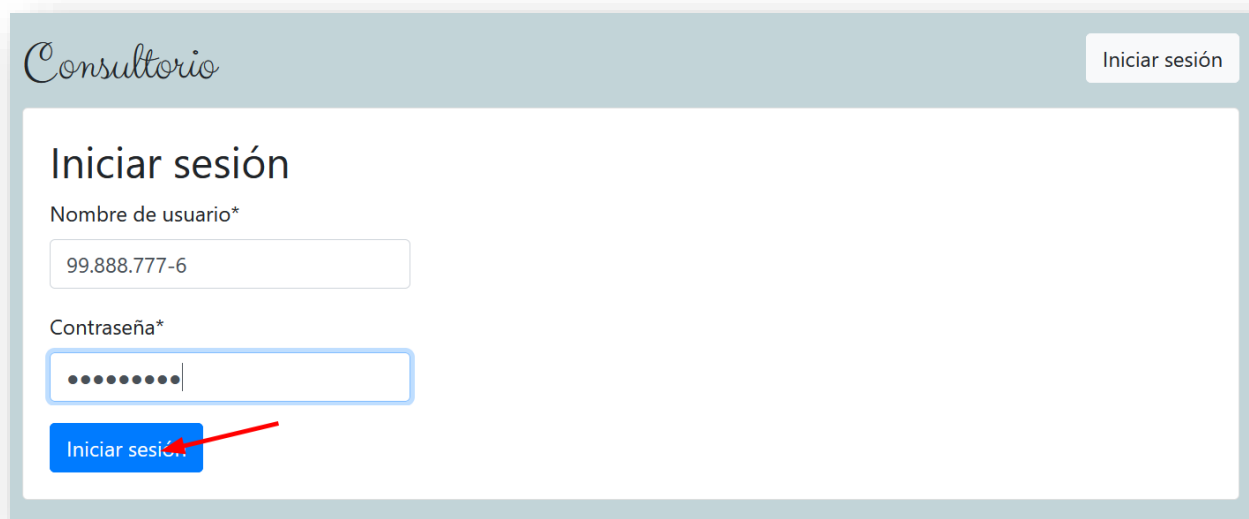 Consultorio
Iniciar sesión
Iniciar sesión
Nombre de usuario*
99.888.777-6
Contraseña*
●●●●●●●●●
Iniciar sesión